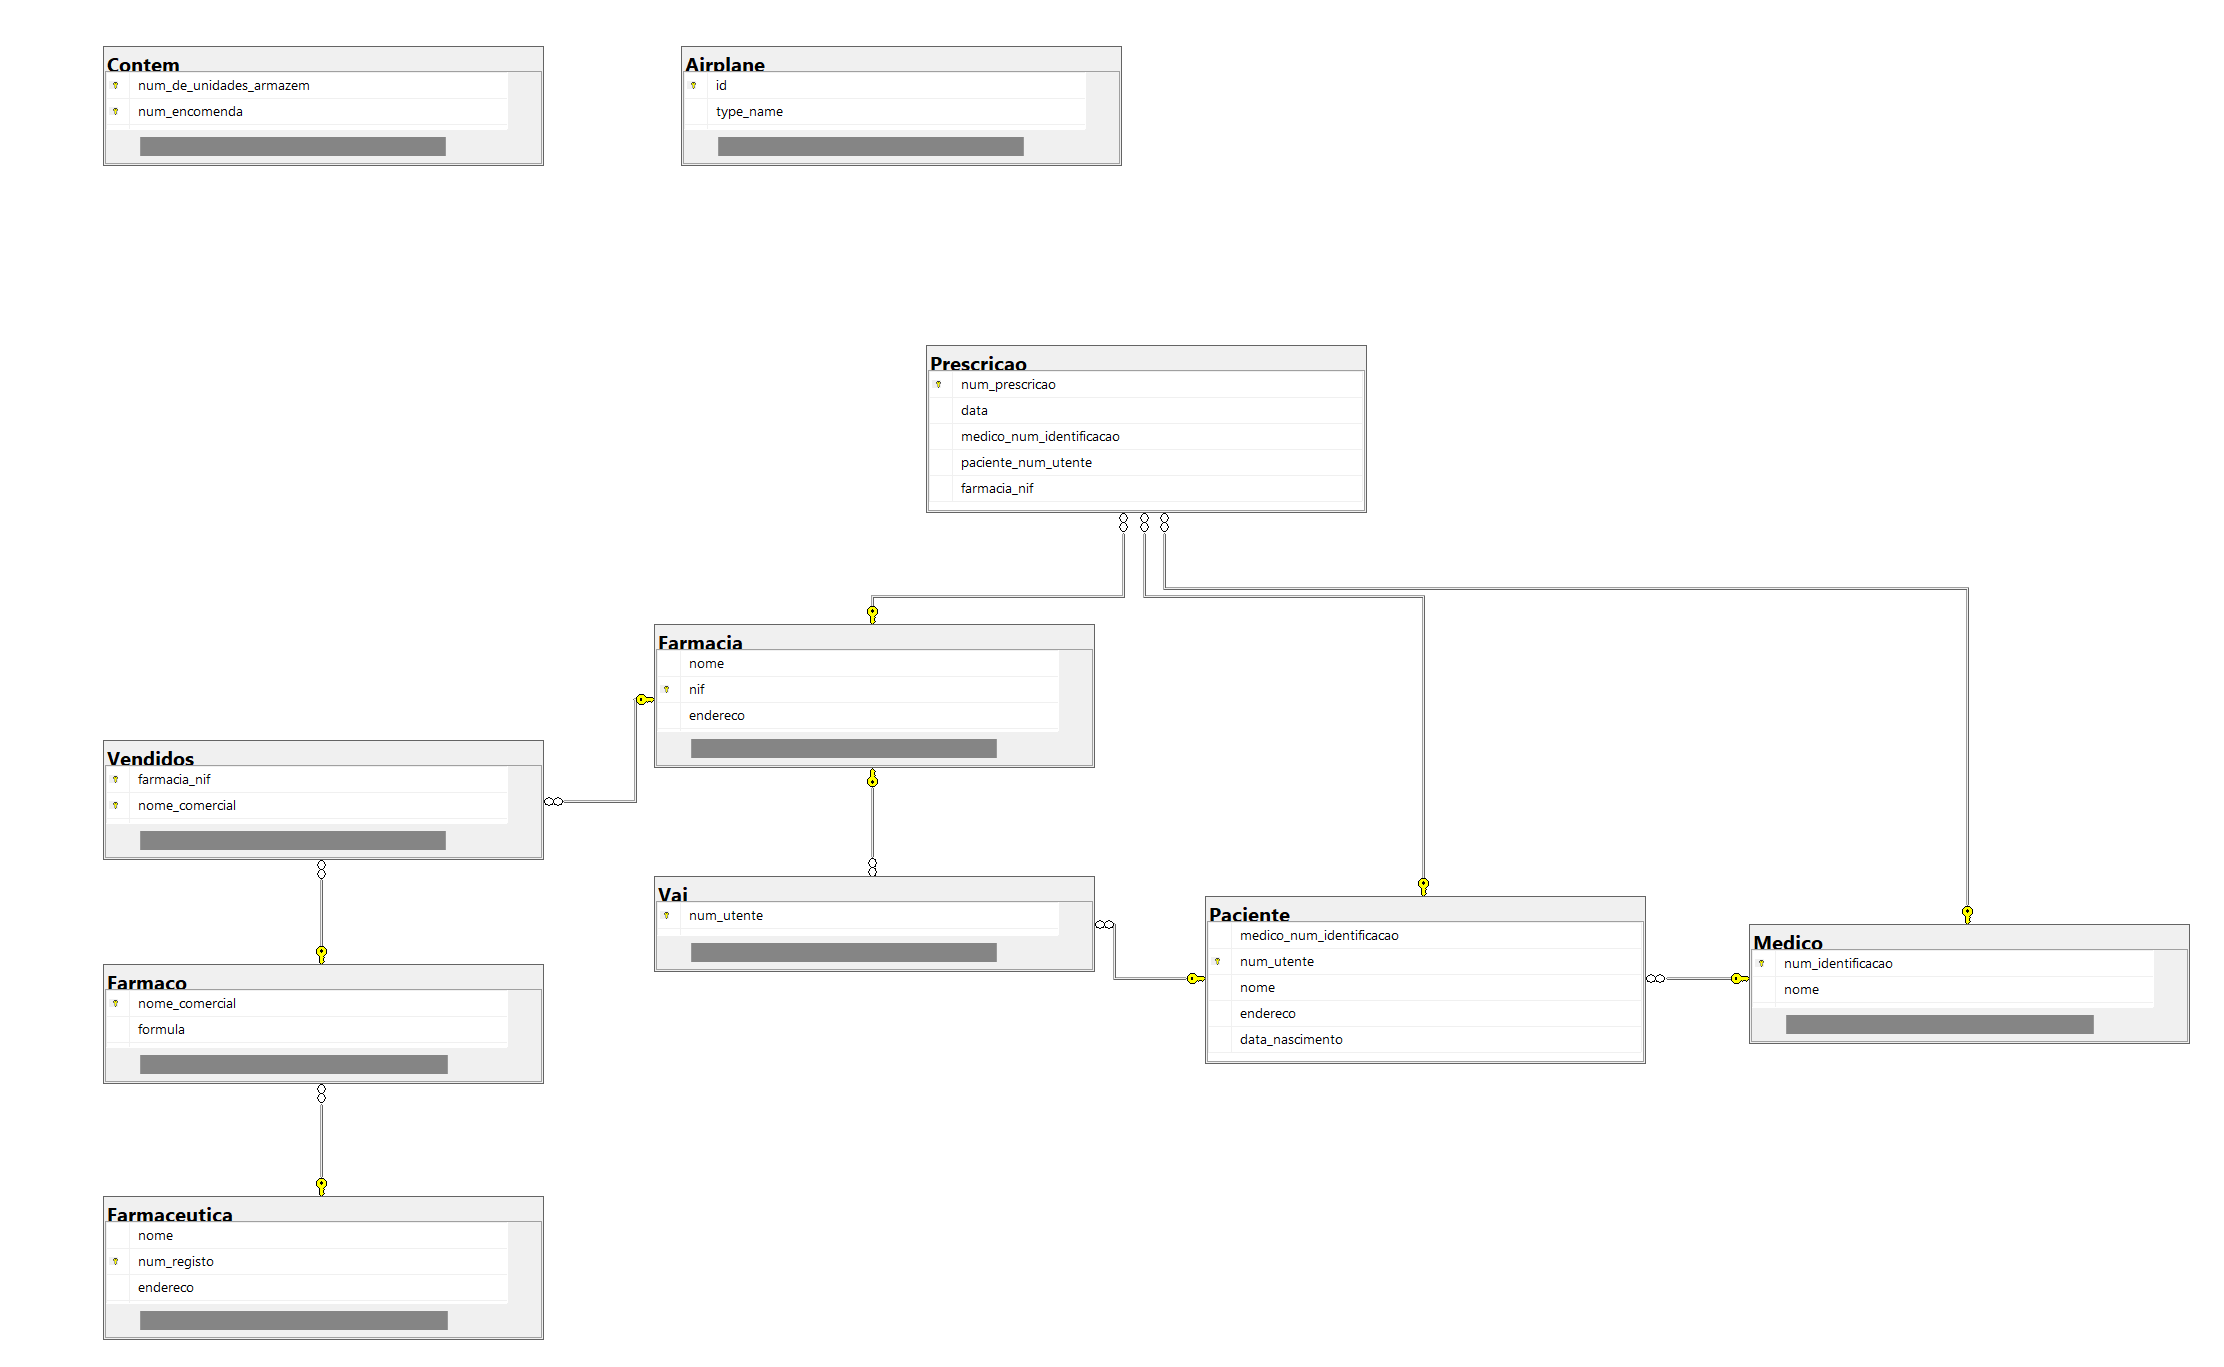 Contem
num_de_unidades_armazem
num_encomenda
Airplane
id
type_name
Prescricao
num_prescricao
data
medico_num_identificacao
paciente_num_utente
farmacia_nif
Farmacia
nome
nif
endereco
Vendidos
farmacia_nif
nome_comercial
Vai
num_utente
Paciente
medico_num_identificacao
num_utente
nome
endereco
data_nascimento
Medico
num_identificacao
nome
Farmaco
nome_comercial
formula
Farmaceutica
nome
num_registo
endereco